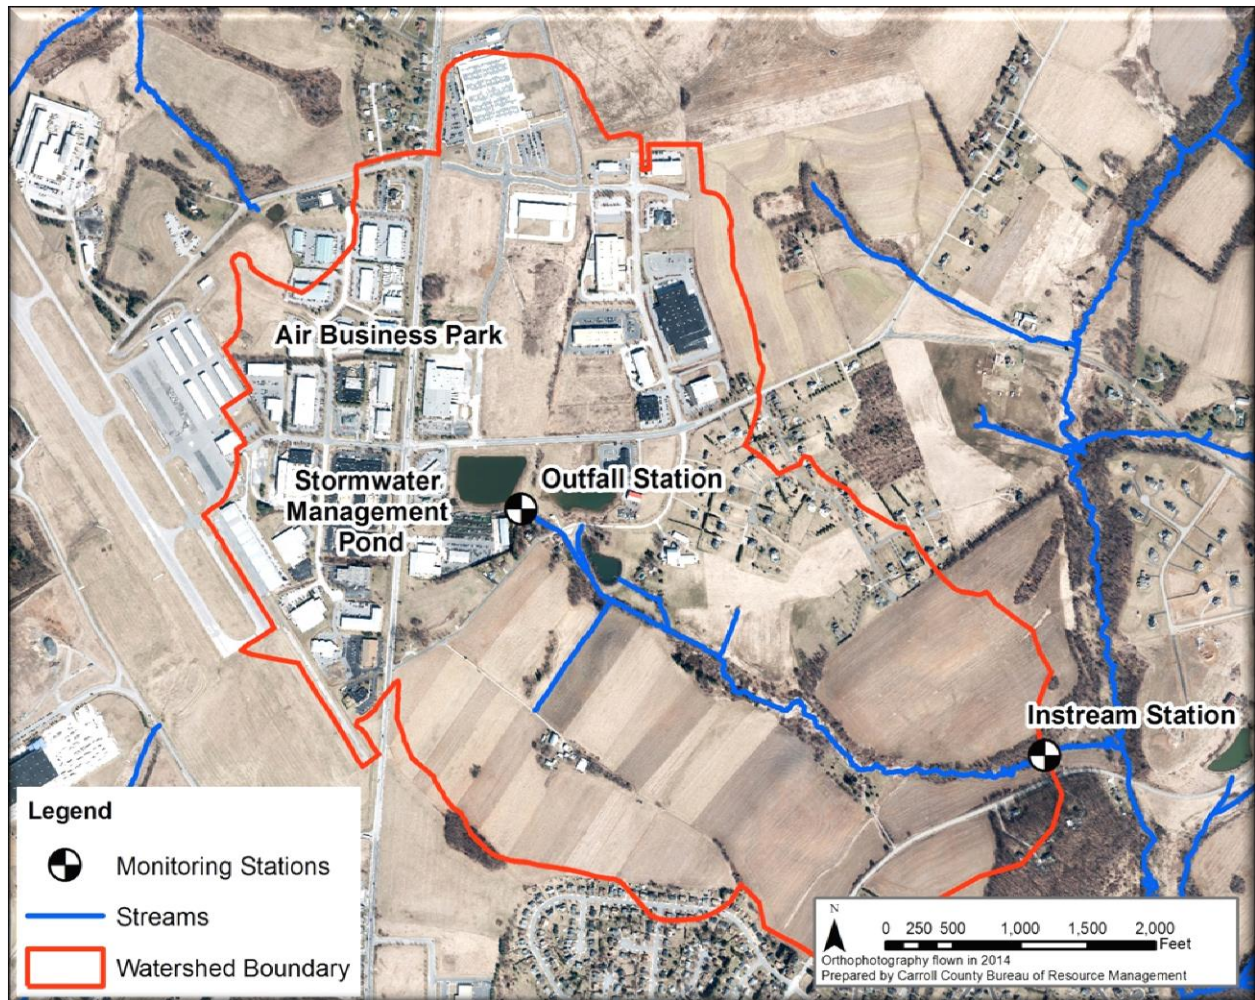 Air Business Park
Stormwater
Management
Pond
Outfall Station
Instream Station
Legend
Monitoring Stations
Streams
Watershed Boundary
N
0 250 500 1,000 1,500 2,000
Feet
Orthophotography flown in 2014
Prepared by Carroll County Bureau of Resource Management